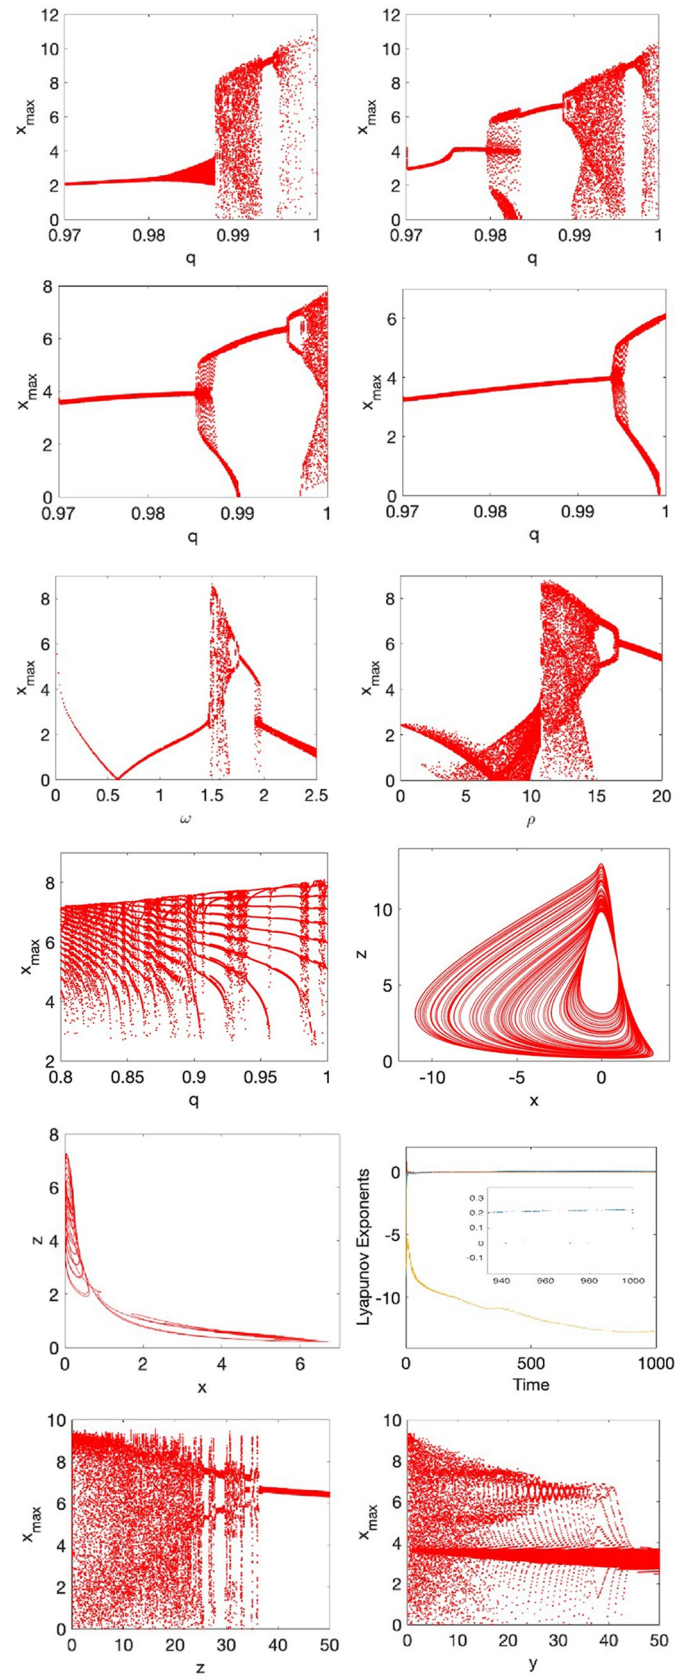 12
10
8
6
4
2
0
x_max
0.97 0.98 0.99 1
q
12
10
8
6
4
2
0
x_max
0.97 0.98 0.99 1
q
8
6
4
2
0
x_max
0.97 0.98 0.99 1
q
6
4
2
0
x_max
0.97 0.98 0.99 1
q
8
6
4
2
0
x_max
0 0.5 1 1.5 2 2.5
ω
8
6
4
2
0
x_max
0 5 10 15 20
ρ
8
6
4
2
x_max
0.8 0.85 0.9 0.95 1
q
10
5
0
z
-10 -5 0
x
8
6
4
2
0
z
0 2 4 6
x
0
-5
-10
Lyapunov Exponents
0.3
0.2
0.1
0
-0.1
940 960 980 1000
0 500 1000
Time
10
8
6
4
2
0
x_max
0 10 20 30 40 50
z
10
8
6
4
2
0
x_max
0 10 20 30 40 50
y